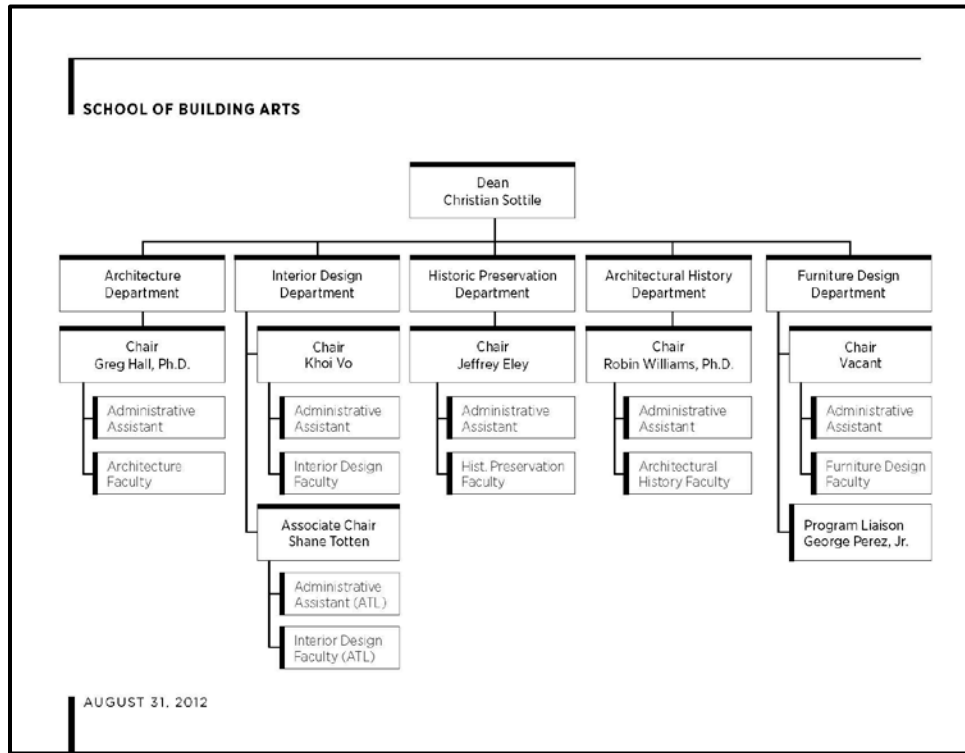 SCHOOL OF BUILDING ARTS
Dean
Christian Sottile
Architecture
Department
Interior Design
Department
Historic Preservation
Department
Architectural History
Department
Furniture Design
Department
Chair
Greg Hall, Ph.D.
Chair
Khoi Vo
Chair
Jeffrey Eley
Chair
Robin Williams, Ph.D.
Chair
Vacant
Administrative
Assistant
Administrative
Assistant
Administrative
Assistant
Administrative
Assistant
Administrative
Assistant
Architecture
Faculty
Interior Design
Faculty
Hist. Preservation
Faculty
Architectural
History Faculty
Furniture Design
Faculty
Associate Chair
Shane Totten
Program Liaison
George Perez, Jr.
Administrative
Assistant (ATL)
Interior Design
Faculty (ATL)
AUGUST 31, 2012